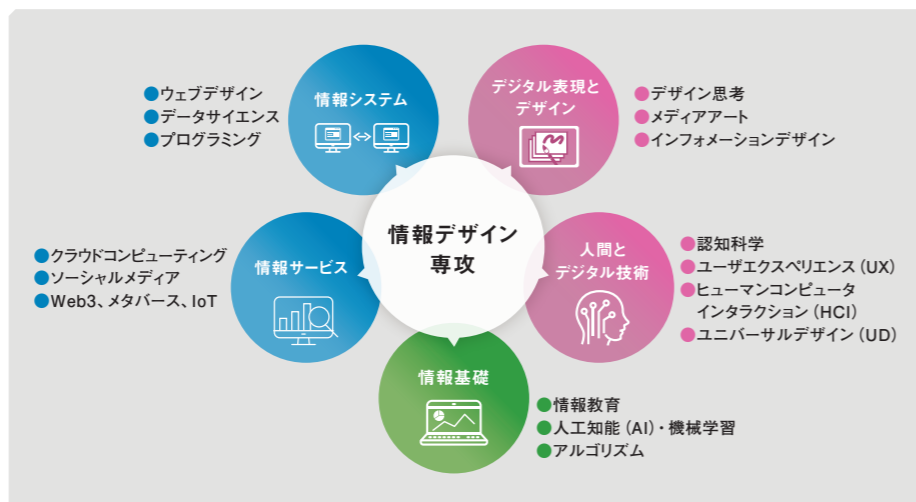 ●ウェブデザイン
●データサイエンス
●プログラミング
情報システム
デジタル表現と
デザイン
●デザイン思考
●メディアアート
●インフォメーションデザイン
情報デザイン
専攻
●クラウドコンピューティング
●ソーシャルメディア
●Web3、メタバース、IoT
情報サービス
人間と
デジタル技術
●認知科学
●ユーザエクスペリエンス（UX）
●ヒューマンコンピュータ
インタラクション（HCI）
●ユニバーサルデザイン（UD）
情報基礎
●情報教育
●人工知能（AI）・機械学習
●アルゴリズム